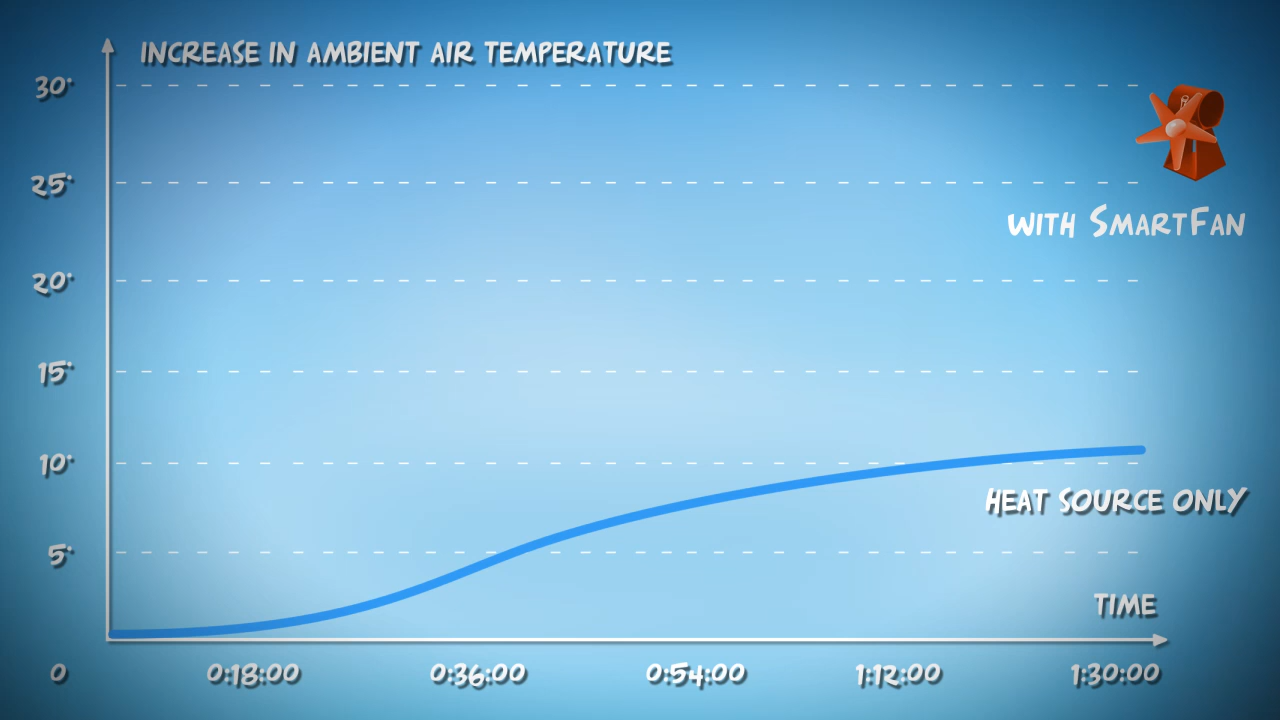 INCREASE IN AMBIENT AIR TEMPERATURE
30°
25°
WITH SMARTFAN
20°
15°
10°
HEAT SOURCE ONLY
5°
TIME
0 0:18:00 0:36:00 0:54:00 1:12:00 1:30:00